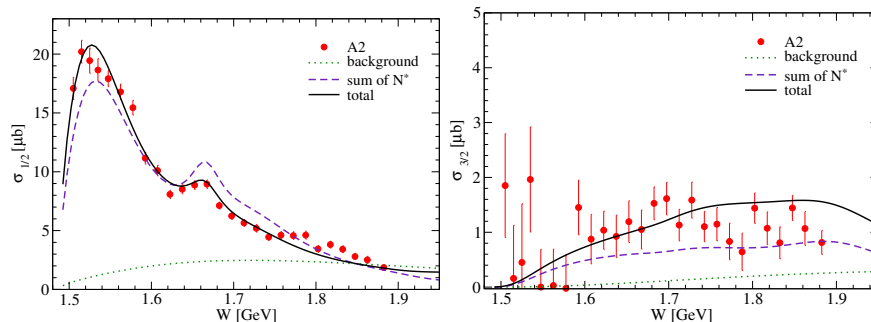 20
15
10
5
0
σ 1/2 [μb]
A2
background
sum of N*
total
1.5 1.6 1.7 1.8 1.9
W [GeV]
5
4
3
2
1
0
σ 3/2 [μb]
A2
background
sum of N*
total
1.5 1.6 1.7 1.8 1.9
W [GeV]